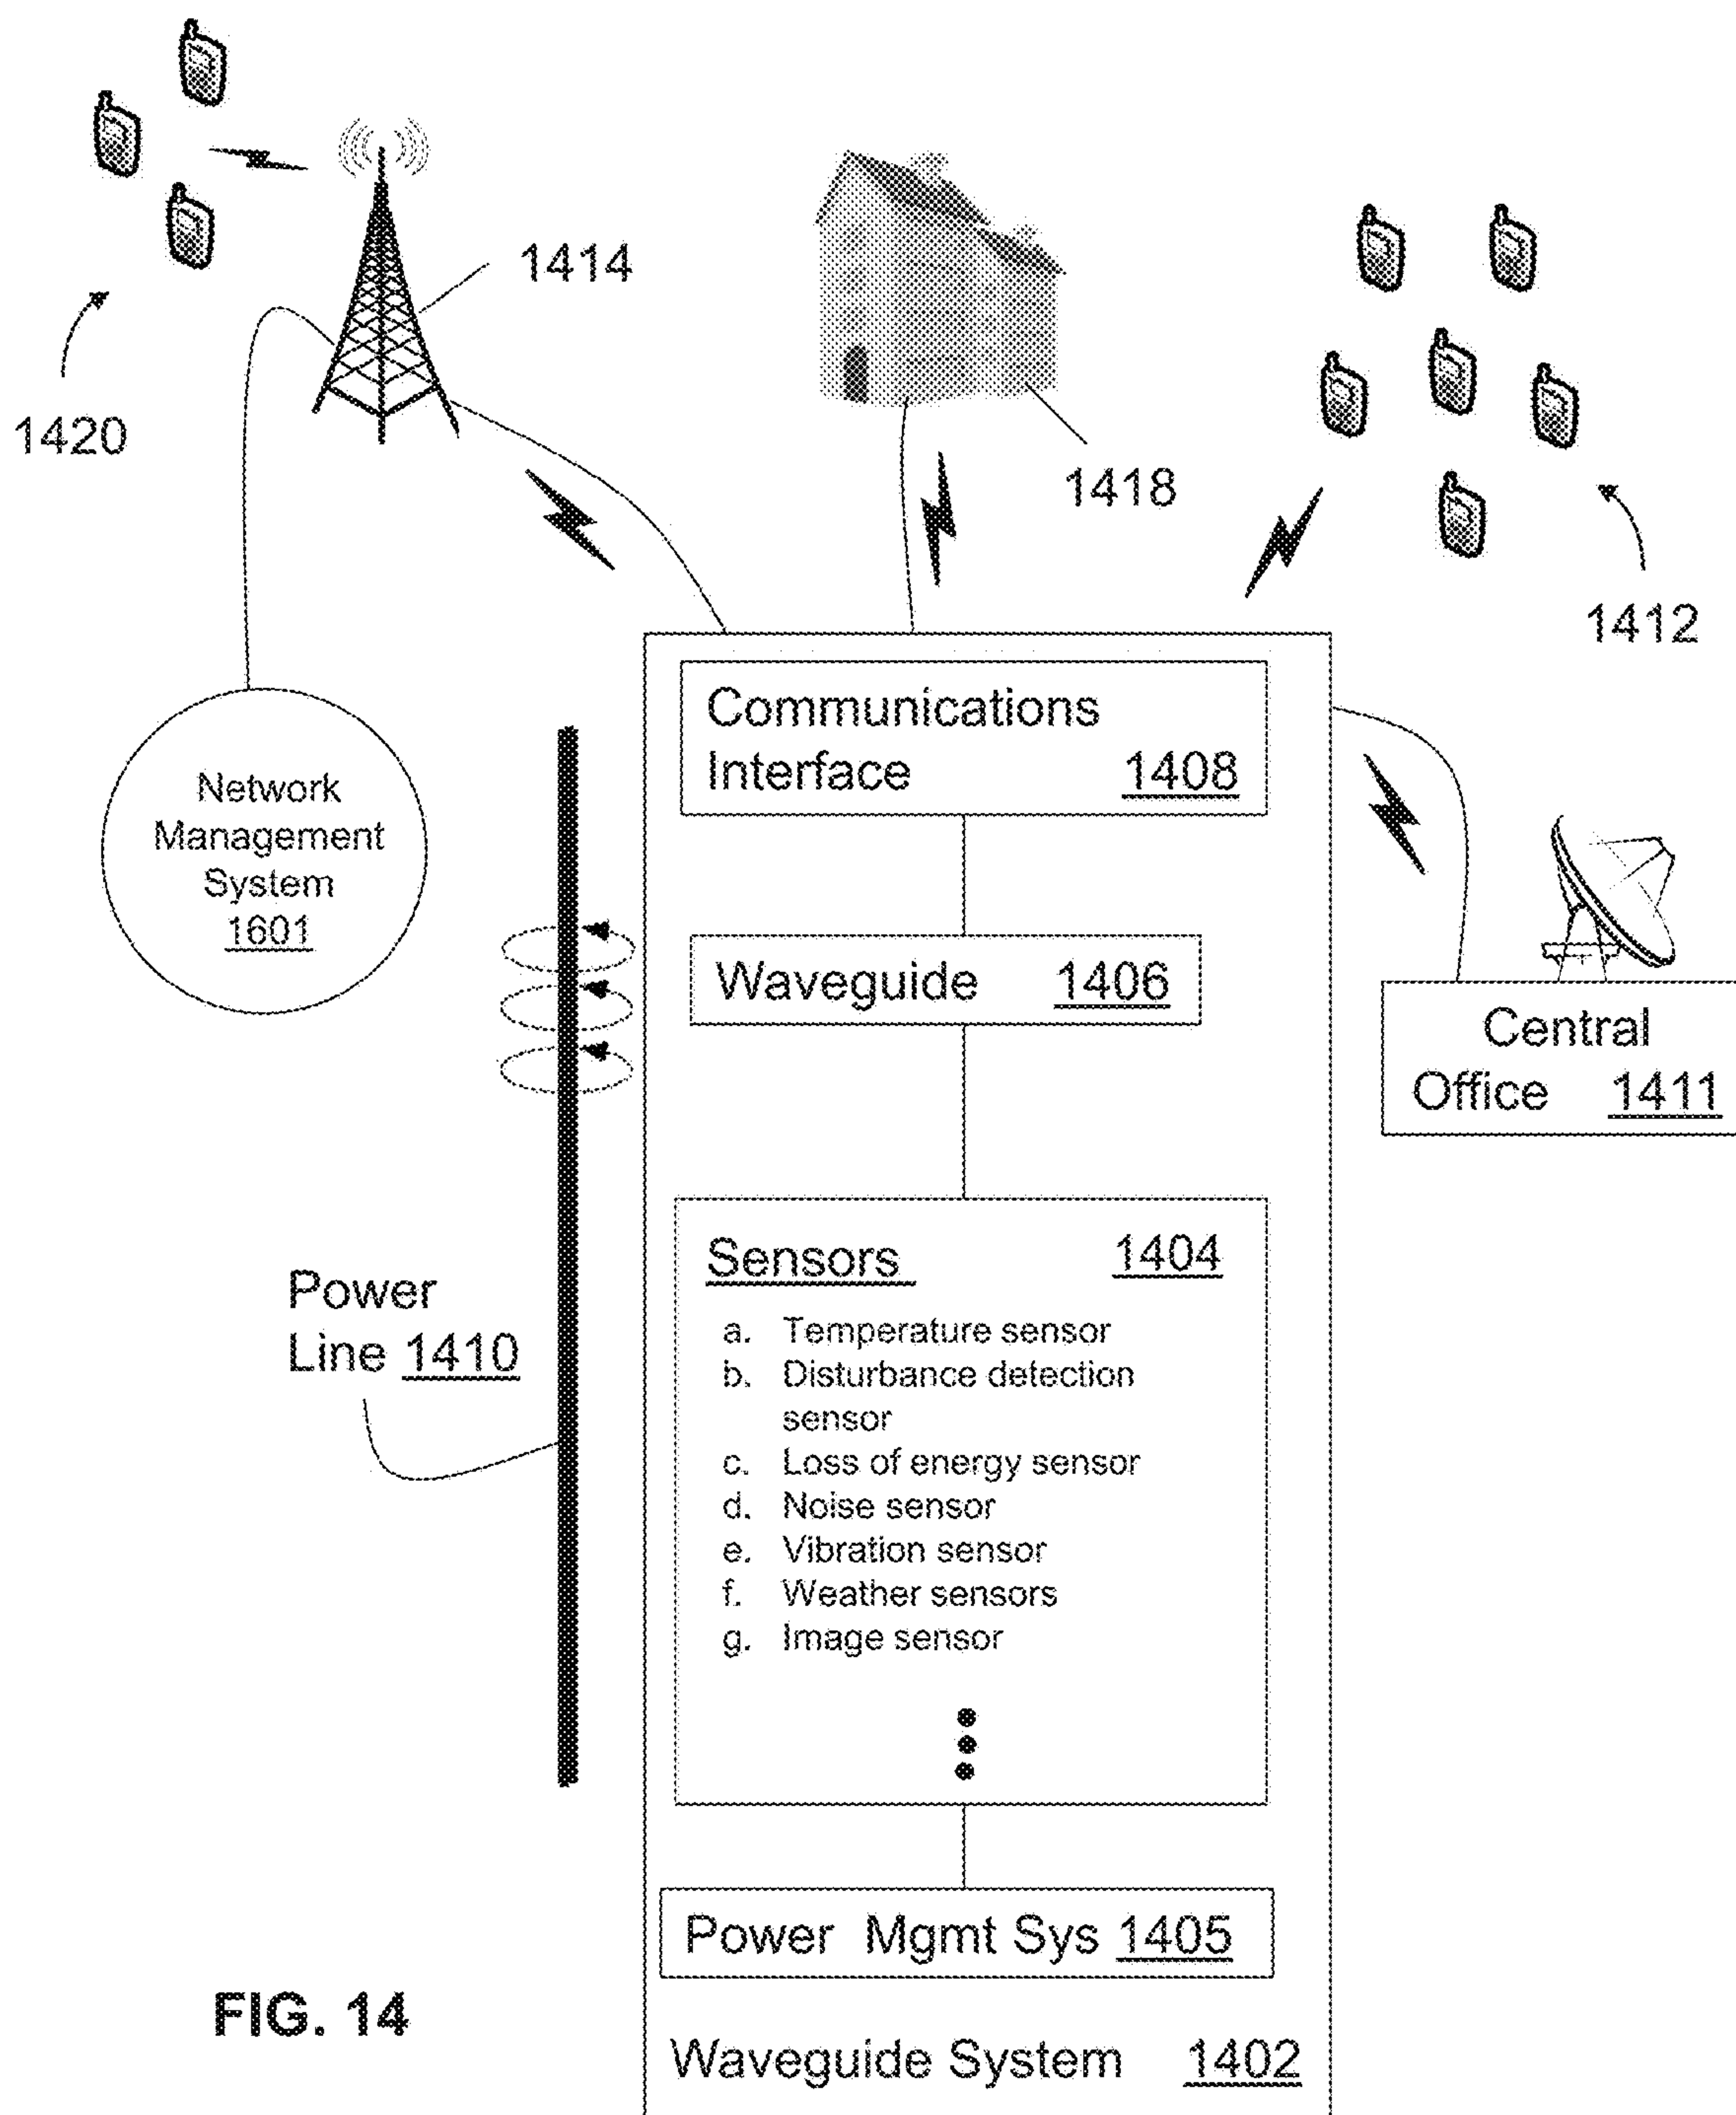 1414
1420
1418
1412
Network
Management
System
1601
Communications
Interface 1408
Waveguide 1406
Central
Office 1411
Power
Line 1410
Sensors 1404
a. Temperature sensor
b. Disturbance detection
sensor
c. Loss of energy sensor
d. Noise sensor
e. Vibration sensor
f. Weather sensors
g. Image sensor
Power Mgmt Sys 1405
Waveguide System 1402
FIG. 14